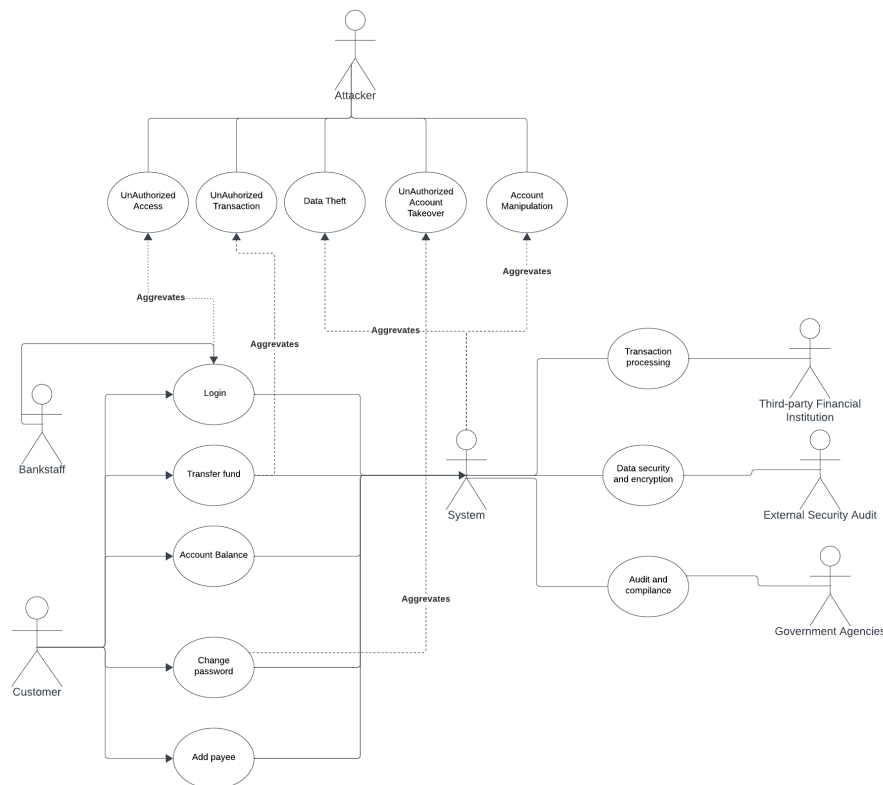 Attacker
UnAuthorized
Access
UnAuhorized
Transaction
Data Theft
UnAuthorized
Acoount
Takeover
Account
Manipulation
Aggrevates
Aggrevates
Aggrevates
Aggrevates
Transaction
processing
Third-party Financial
Institution
Login
Bankstaff
Transfer fund
System
Data security
and encryption
External Security Audit
Account Balance
Aggrevates
Audit and
compilance
Government Agencies
Customer
Change
password
Add payee